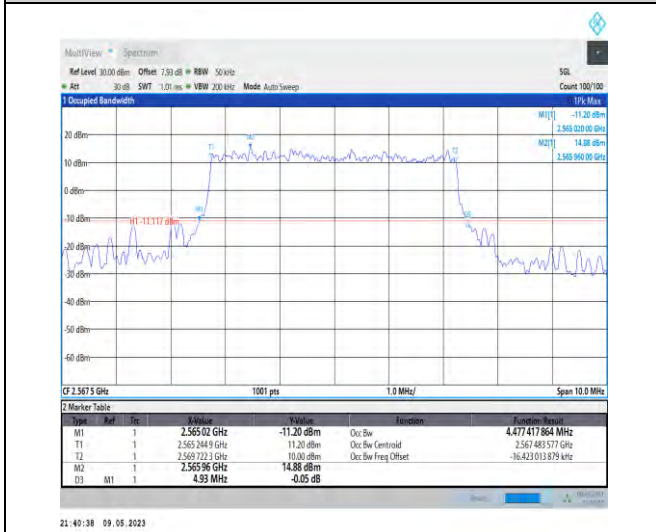 MultiView Spectrum
Ref Level 30.00 dBm Offset 7.93 dB RBW 50 kHz SGL
Att 30 dB SWT 1.01 ms VBW 200 kHz Mode Auto Sweep Count 100/100
1 Occupied Bandwidth 1Pk Max
M1[1] -11.20 dBm
2.565 020 00 GHz
M2[1] 14.88 dBm
2.565 960 00 GHz
20 dBm
T1 M2 T2
10 dBm
0 dBm
M1 D3
-10 dBm
H1 -11.117 dBm
-20 dBm
-30 dBm
-40 dBm
-50 dBm
-60 dBm
CF 2.567 5 GHz 1001 pts 1.0 MHz/ Span 10.0 MHz
2 Marker Table
Type Ref Trc X-Value Y-Value Function Function Result
M1 1 2.565 02 GHz -11.20 dBm Occ Bw 4.477 417 864 MHz
T1 1 2.565 244 9 GHz 11.20 dBm Occ Bw Centroid 2.567 483 577 GHz
T2 1 2.569 722 3 GHz 10.00 dBm Occ Bw Freq Offset -16.423 013 879 kHz
M2 1 2.565 96 GHz 14.88 dBm
D3 M1 1 4.93 MHz -0.05 dB
21:40:38 09.05.2023